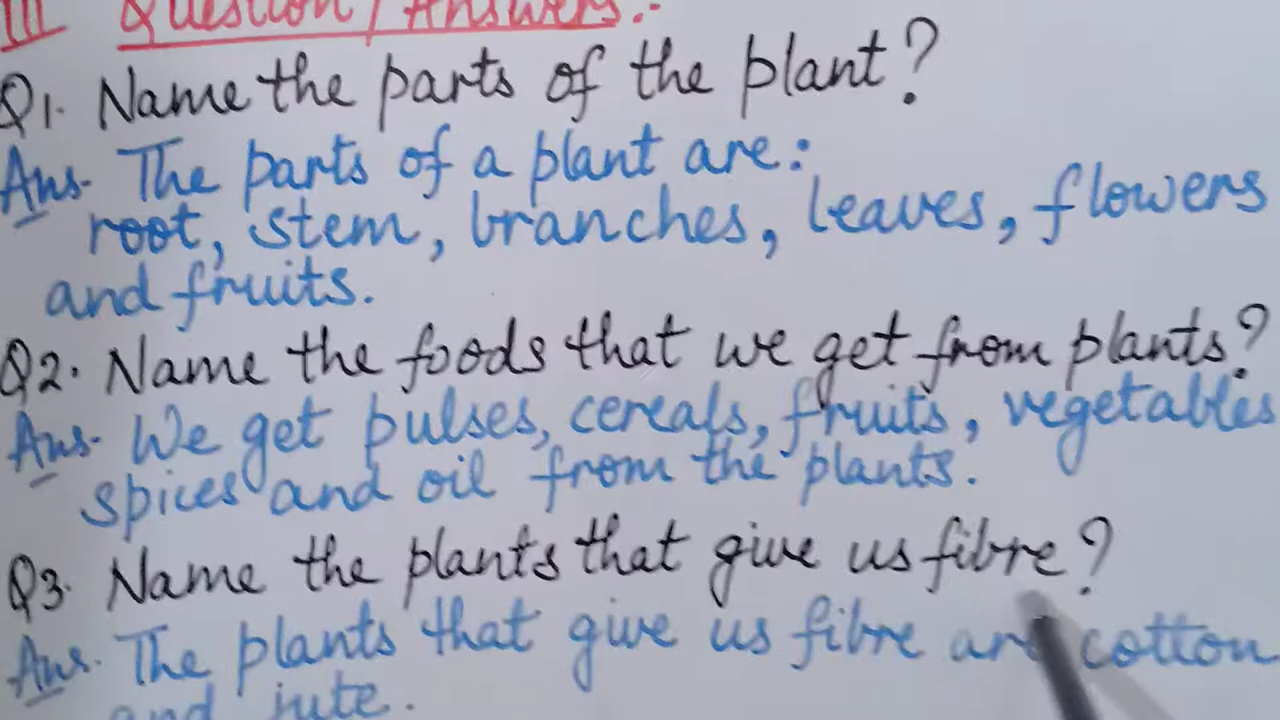 III Question/Answers:-
Q1. Name the parts of the plant?
Ans. The parts of a plant are:
root, stem, branches, leaves, flowers
and fruits.
Q2. Name the foods that we get from plants?
Ans. We get pulses, cereals, fruits, vegetables
spices and oil from the plants.
Q3. Name the plants that give us fibre?
Ans. The plants that give us fibre are cotton
and jute.